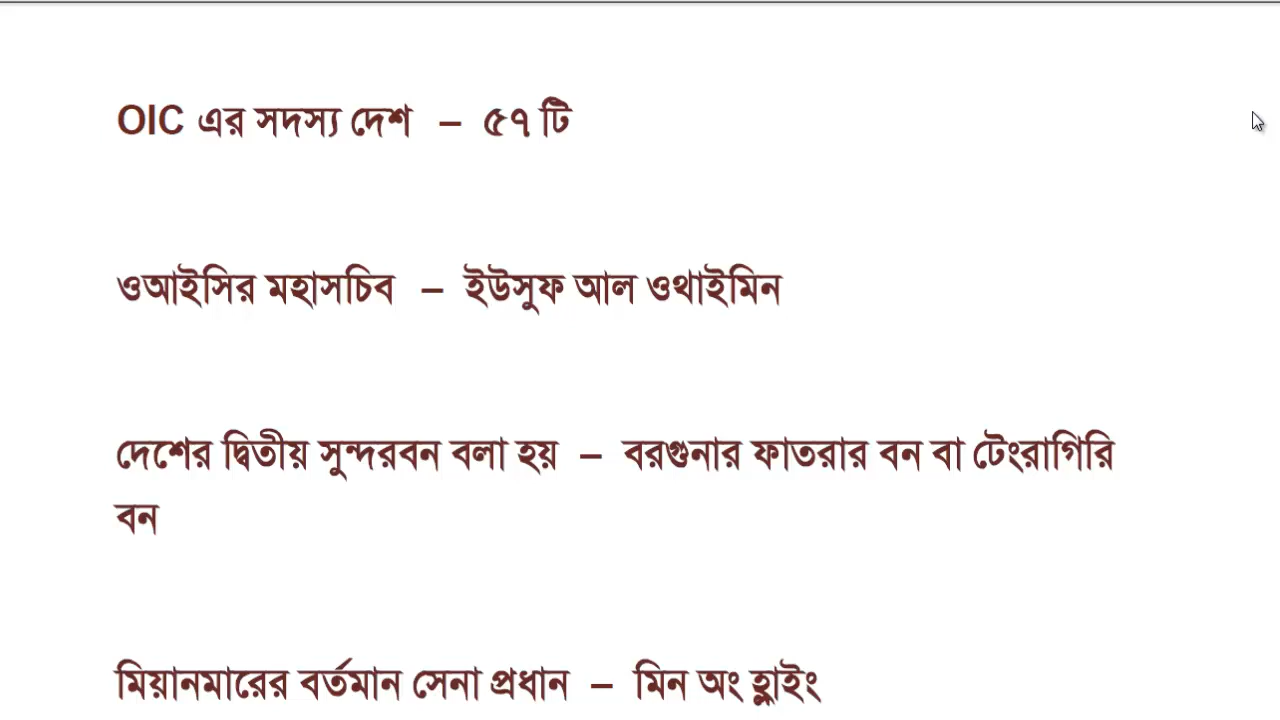 OIC এর সদস্য দেশ – ৫৭ টি
ওআইসির মহাসচিব – ইউসুফ আল ওথাইমিন
দেশের দ্বিতীয় সুন্দরবন বলা হয় – বরগুনার ফাতরার বন বা টেংরাগিরি
বন
মিয়ানমারের বর্তমান সেনা প্রধান – মিন অং হ্লাইং